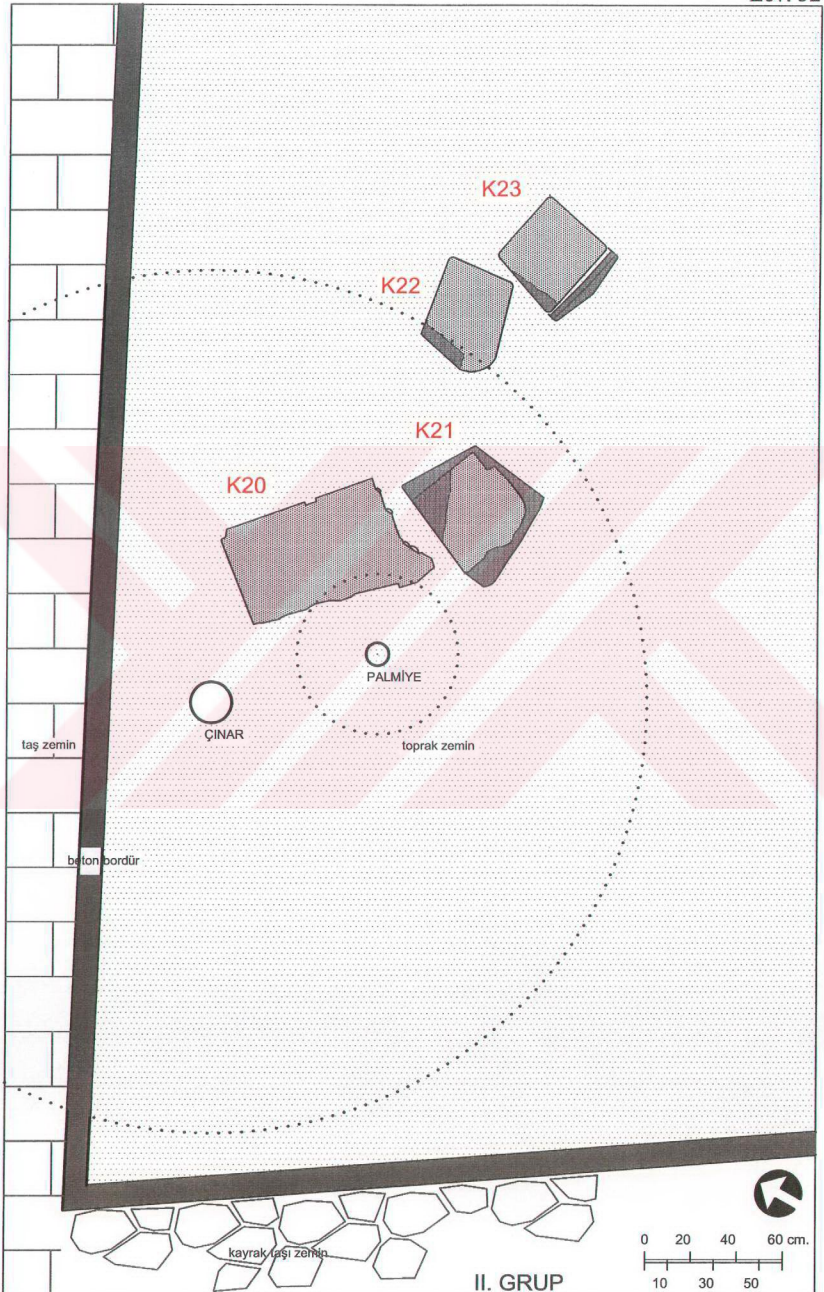 K23
K22
K21
K20
PALMİYE
ÇINAR
taş zemin
toprak zemin
beton bordür
kayrak taşı zemin
0 20 40 60 cm.
10 30 50
II. GRUP